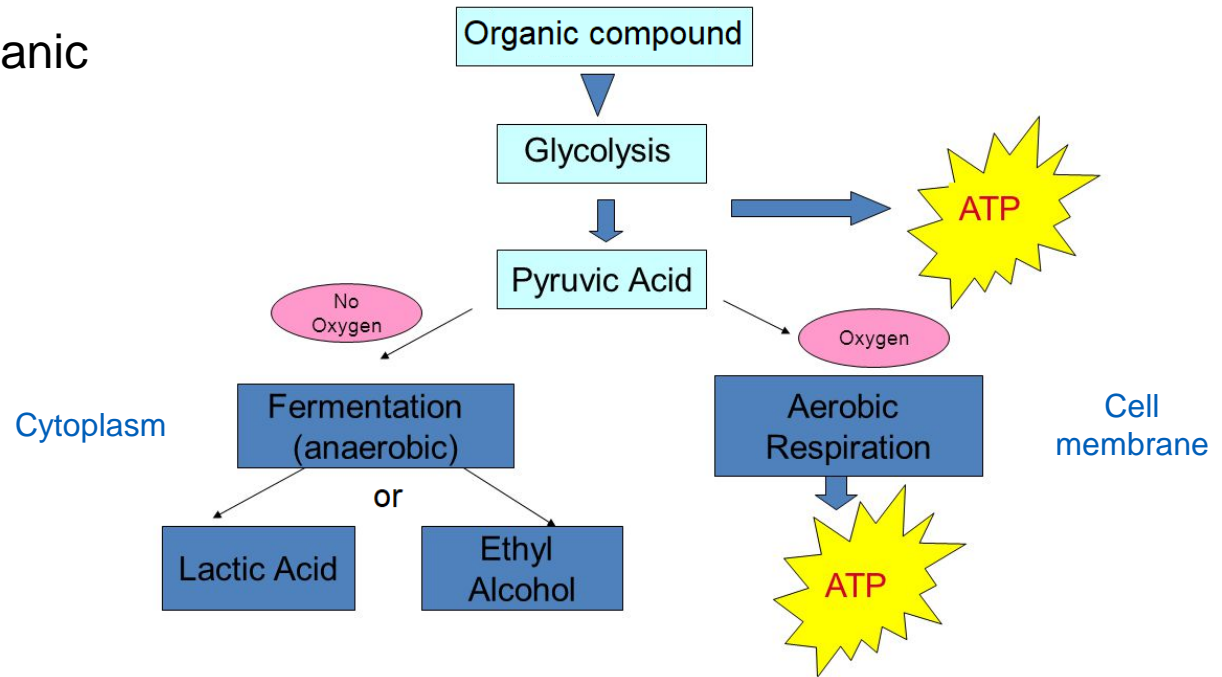 anic
Organic compound
Glycolysis
ATP
Pyruvic Acid
No
Oxygen
Oxygen
Cytoplasm
Fermentation
(anaerobic)
Aerobic
Respiration
Cell
membrane
or
Lactic Acid
Ethyl
Alcohol
ATP